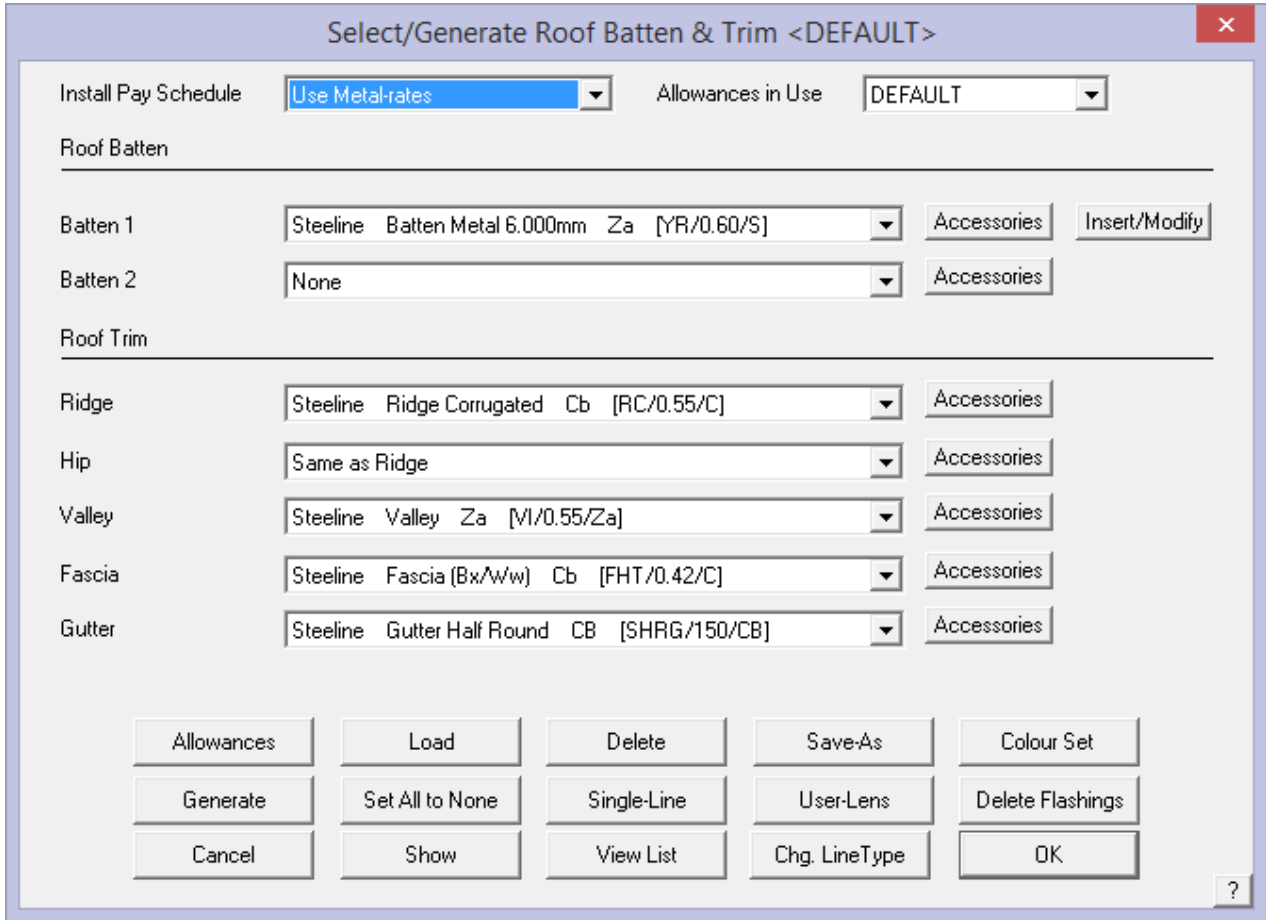 Select/Generate Roof Batten & Trim <DEFAULT>
Install Pay Schedule Use Metal-rates Allowances in Use DEFAULT
Roof Batten
Batten 1 Steeline Batten Metal 6.000mm Za [YR/0.60/S] Accessories Insert/Modify
Batten 2 None Accessories
Roof Trim
Ridge Steeline Ridge Corrugated Cb [RC/0.55/C] Accessories
Hip Same as Ridge Accessories
Valley Steeline Valley Za [VI/0.55/Za] Accessories
Fascia Steeline Fascia (Bx/Ww) Cb [FHT/0.42/C] Accessories
Gutter Steeline Gutter Half Round CB [SHRG/150/CB] Accessories
Allowances Load Delete Save-As Colour Set
Generate Set All to None Single-Line User-Lens Delete Flashings
Cancel Show View List Chg. LineType OK
?